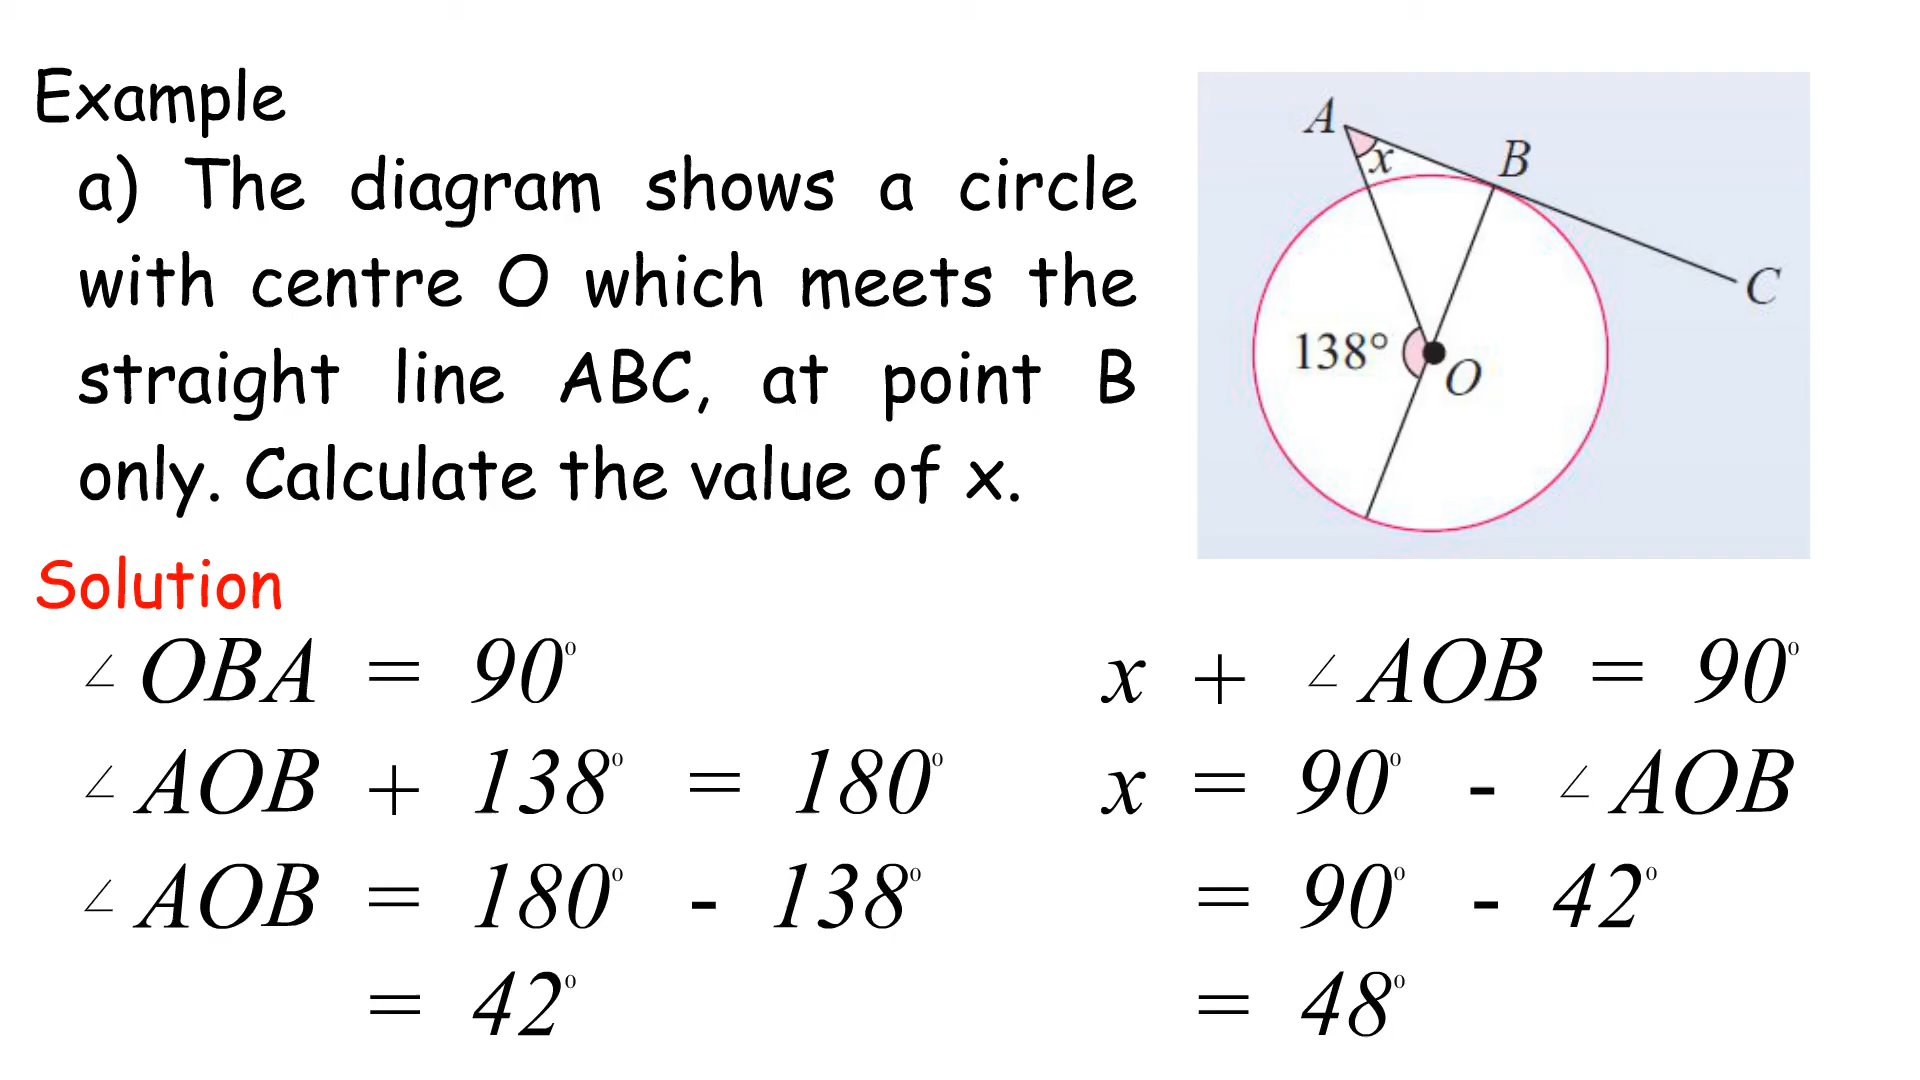 Example
a) The diagram shows a circle
with centre O which meets the
straight line ABC, at point B
only. Calculate the value of x.
A
x
B
C
138°
O
Solution
∠ OBA = 90°
∠ AOB + 138° = 180°
∠ AOB = 180° - 138°
= 42°
x + ∠ AOB = 90°
x = 90° - ∠ AOB
= 90° - 42°
= 48°